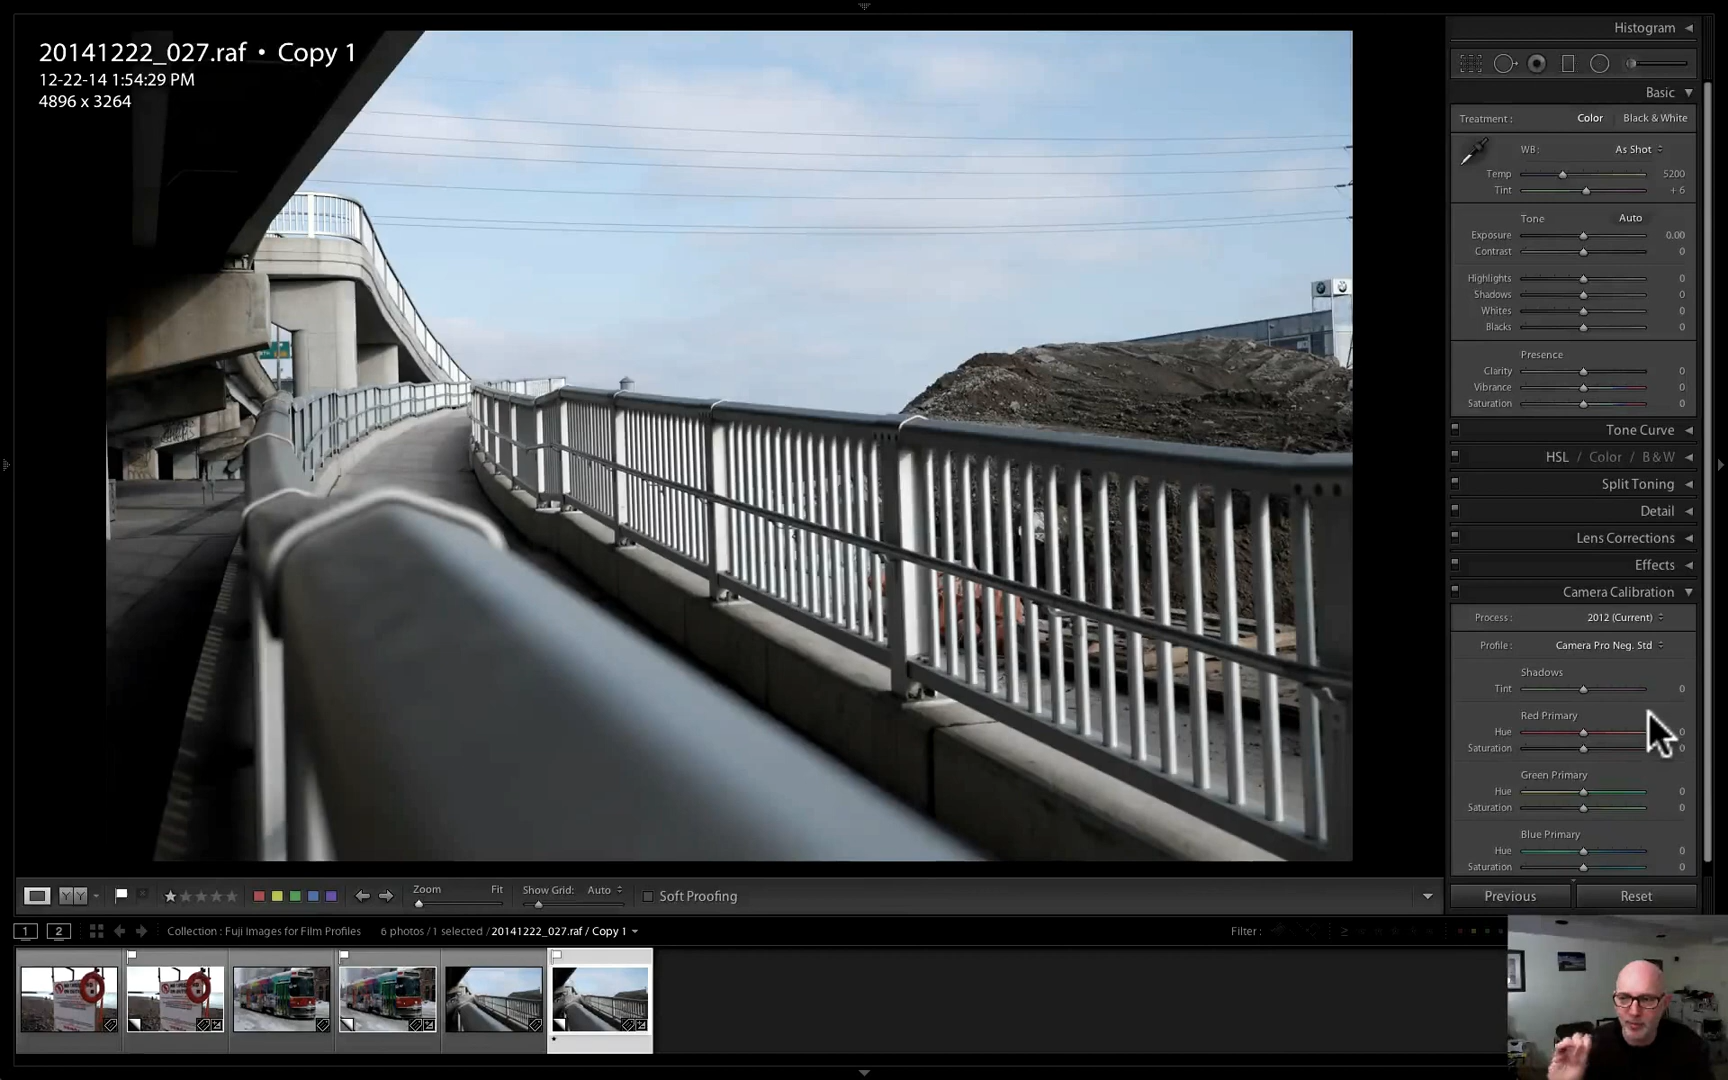 20141222_027.raf • Copy 1
12-22-14 1:54:29 PM
4896 x 3264
Histogram
Basic
Treatment : Color Black & White
WB : As Shot
Temp 5200
Tint + 6
Tone Auto
Exposure 0.00
Contrast 0
Highlights 0
Shadows 0
Whites 0
Blacks 0
Presence
Clarity 0
Vibrance 0
Saturation 0
Tone Curve
HSL / Color / B & W
Split Toning
Detail
Lens Corrections
Effects
Camera Calibration
Process : 2012 (Current)
Profile : Camera Pro Neg. Std
Shadows
Tint 0
Red Primary
Hue 0
Saturation 0
Green Primary
Hue 0
Saturation 0
Blue Primary
Hue 0
Saturation 0
Previous Reset
YY Zoom Fit Show Grid: Auto Soft Proofing
1 2 Collection : Fuji Images for Film Profiles 6 photos / 1 selected / 20141222_027.raf / Copy 1 Filter :